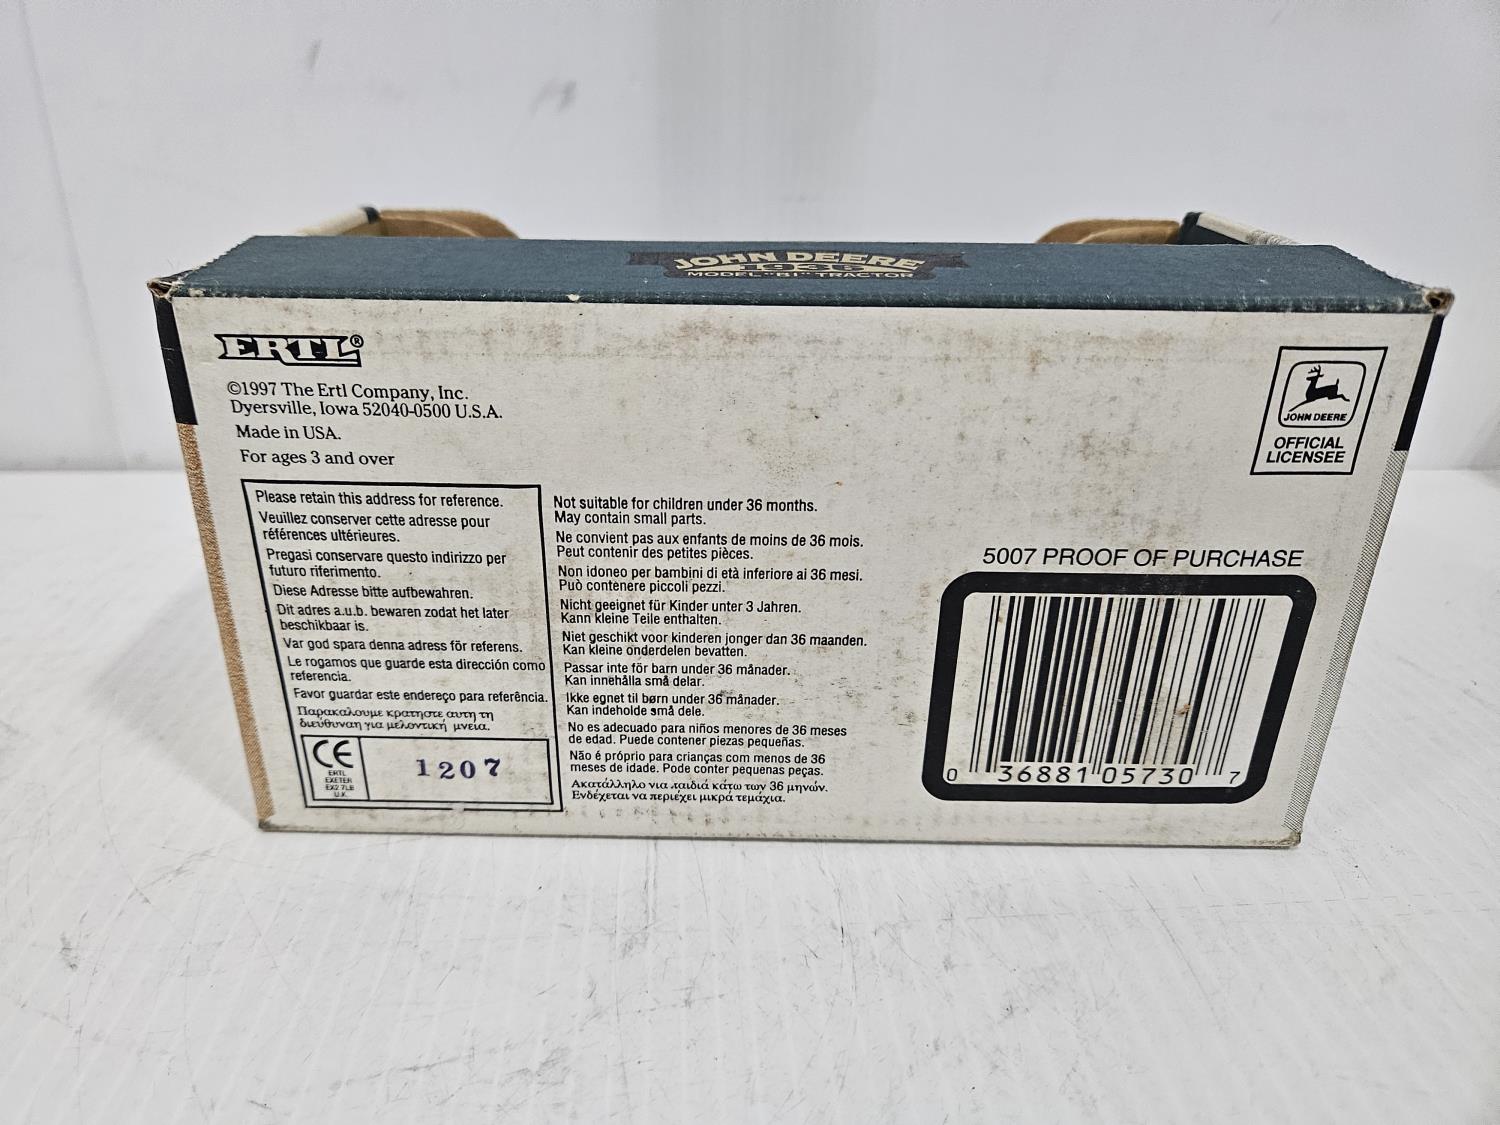 JOHN DEERE
1936
MODEL "BI" TRACTOR
ERTL®
©1997 The Ertl Company, Inc.
Dyersville, Iowa 52040-0500 U.S.A.
Made in USA.
For ages 3 and over
Please retain this address for reference.
Veuillez conserver cette adresse pour
références ultérieures.
Pregasi conservare questo indirizzo per
futuro riferimento.
Diese Adresse bitte aufbewahren.
Dit adres a.u.b. bewaren zodat het later
beschikbaar is.
Var god spara denna adress för referens.
Le rogamos que guarde esta dirección como
referencia.
Favor guardar este endereço para referência.
Παρακαλουμε κρατηστε αυτη τη
διευθυνση για μελοντική μνεία.
CE
ERTL
EXETER
EX2 7LB
U.K.
1207
Not suitable for children under 36 months.
May contain small parts.
Ne convient pas aux enfants de moins de 36 mois.
Peut contenir des petites pièces.
Non idoneo per bambini di età inferiore ai 36 mesi.
Può contenere piccoli pezzi.
Nicht geeignet für Kinder unter 3 Jahren.
Kann kleine Teile enthalten.
Niet geschikt voor kinderen jonger dan 36 maanden.
Kan kleine onderdelen bevatten.
Passar inte för barn under 36 månader.
Kan innehålla små delar.
Ikke egnet til børn under 36 månader.
Kan indeholde små dele.
No es adecuado para niños menores de 36 meses
de edad. Puede contener piezas pequeñas.
Não é próprio para crianças com menos de 36
meses de idade. Pode conter pequenas peças.
Ακατάλληλο για παιδιά κάτω των 36 μηνών.
Ενδέχεται να περιέχει μικρά τεμάχια.
JOHN DEERE
OFFICIAL
LICENSEE
5007 PROOF OF PURCHASE
0 36881 05730 7